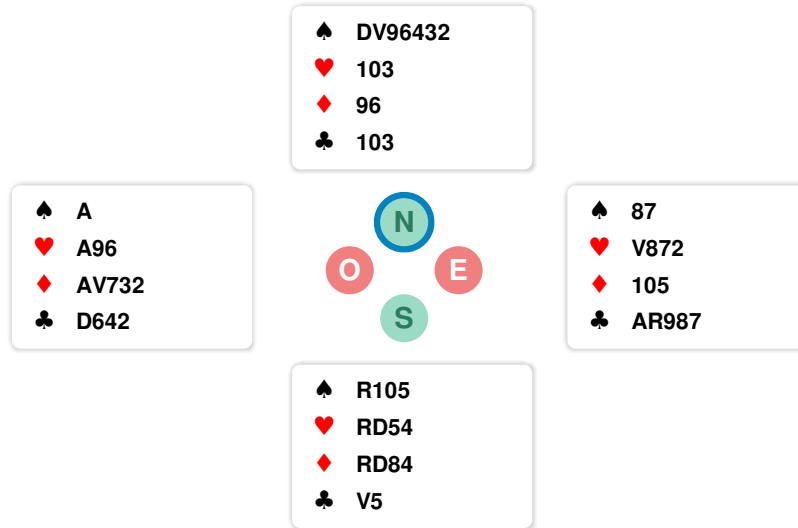 ♠ DV96432
♥ 103
♦ 96
♣ 103
♠ A
♥ A96
♦ AV732
♣ D642
N
O E
S
♠ 87
♥ V872
♦ 105
♣ AR987
♠ R105
♥ RD54
♦ RD84
♣ V5